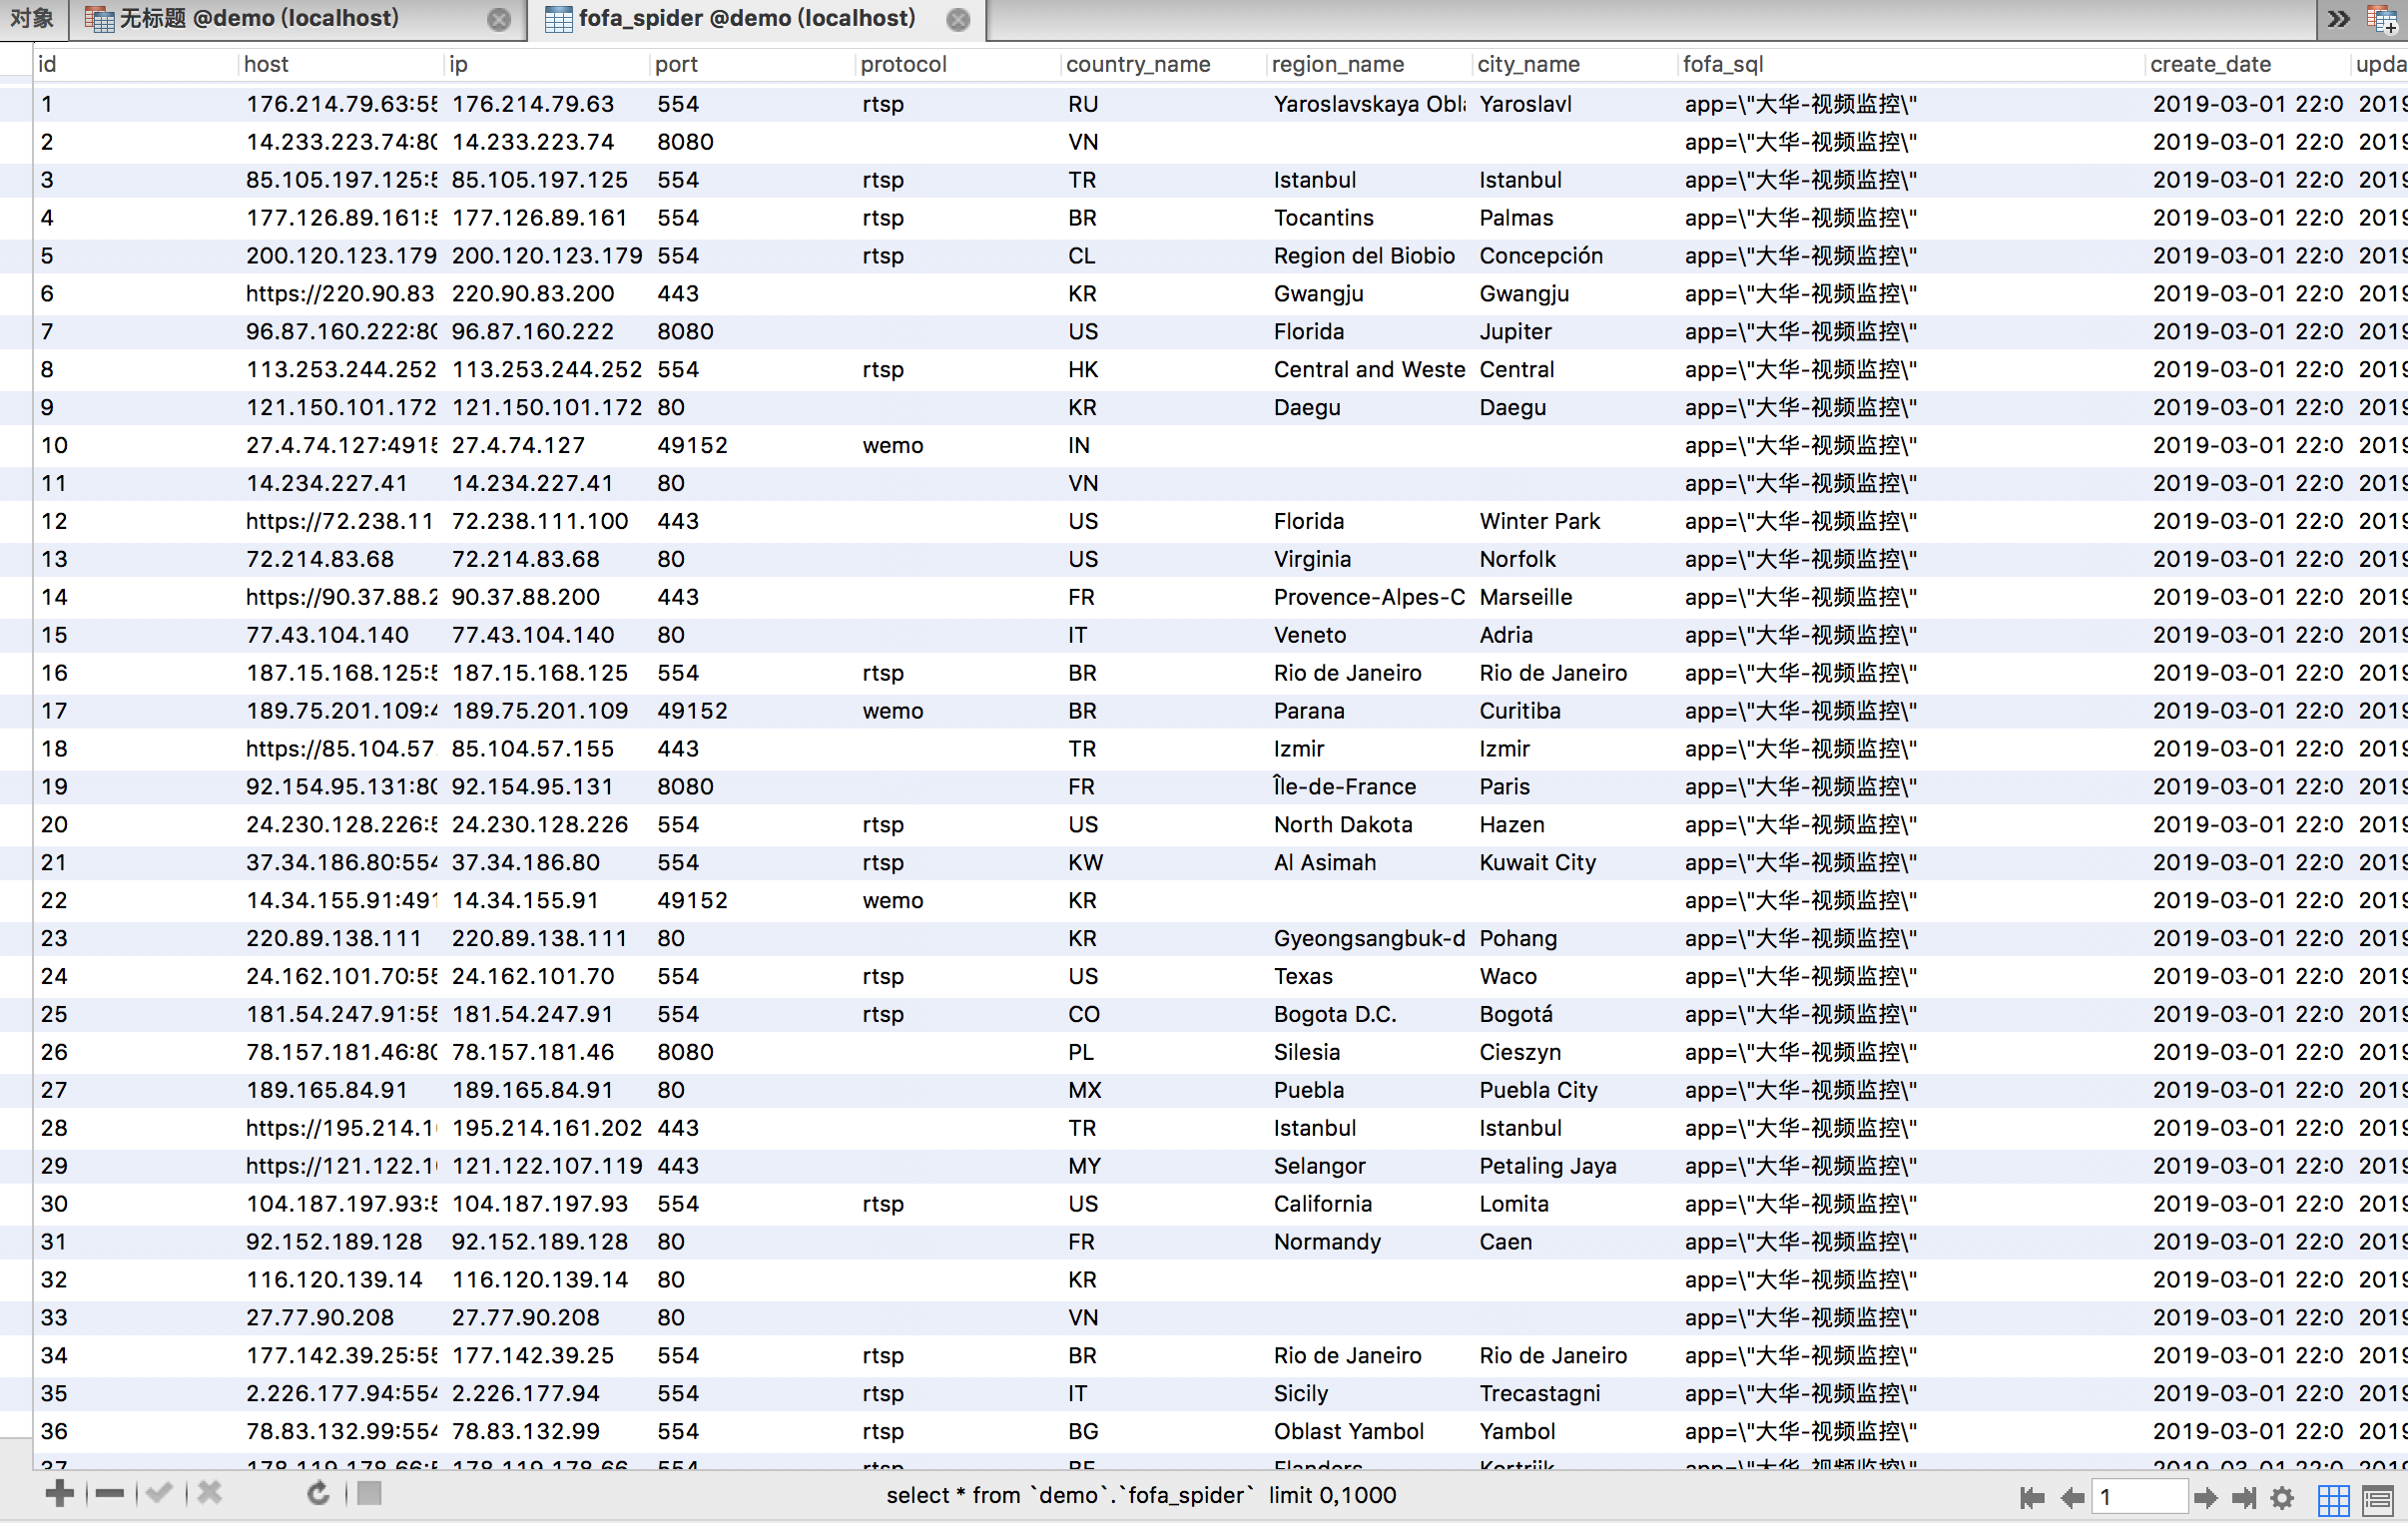 对象 无标题 @demo (localhost) fofa_spider @demo (localhost)
id host ip port protocol country_name region_name city_name fofa_sql create_date upda
1 176.214.79.63:55 176.214.79.63 554 rtsp RU Yaroslavskaya Obla Yaroslavl app=\"大华-视频监控\" 2019-03-01 22:0 2019
2 14.233.223.74:80 14.233.223.74 8080 VN app=\"大华-视频监控\" 2019-03-01 22:0 2019
3 85.105.197.125:5 85.105.197.125 554 rtsp TR Istanbul Istanbul app=\"大华-视频监控\" 2019-03-01 22:0 2019
4 177.126.89.161:5 177.126.89.161 554 rtsp BR Tocantins Palmas app=\"大华-视频监控\" 2019-03-01 22:0 2019
5 200.120.123.179 200.120.123.179 554 rtsp CL Region del Biobio Concepción app=\"大华-视频监控\" 2019-03-01 22:0 2019
6 https://220.90.83 220.90.83.200 443 KR Gwangju Gwangju app=\"大华-视频监控\" 2019-03-01 22:0 2019
7 96.87.160.222:80 96.87.160.222 8080 US Florida Jupiter app=\"大华-视频监控\" 2019-03-01 22:0 2019
8 113.253.244.252 113.253.244.252 554 rtsp HK Central and Weste Central app=\"大华-视频监控\" 2019-03-01 22:0 2019
9 121.150.101.172 121.150.101.172 80 KR Daegu Daegu app=\"大华-视频监控\" 2019-03-01 22:0 2019
10 27.4.74.127:4915 27.4.74.127 49152 wemo IN app=\"大华-视频监控\" 2019-03-01 22:0 2019
11 14.234.227.41 14.234.227.41 80 VN app=\"大华-视频监控\" 2019-03-01 22:0 2019
12 https://72.238.11 72.238.111.100 443 US Florida Winter Park app=\"大华-视频监控\" 2019-03-01 22:0 2019
13 72.214.83.68 72.214.83.68 80 US Virginia Norfolk app=\"大华-视频监控\" 2019-03-01 22:0 2019
14 https://90.37.88.2 90.37.88.200 443 FR Provence-Alpes-C Marseille app=\"大华-视频监控\" 2019-03-01 22:0 2019
15 77.43.104.140 77.43.104.140 80 IT Veneto Adria app=\"大华-视频监控\" 2019-03-01 22:0 2019
16 187.15.168.125:5 187.15.168.125 554 rtsp BR Rio de Janeiro Rio de Janeiro app=\"大华-视频监控\" 2019-03-01 22:0 2019
17 189.75.201.109:4 189.75.201.109 49152 wemo BR Parana Curitiba app=\"大华-视频监控\" 2019-03-01 22:0 2019
18 https://85.104.57. 85.104.57.155 443 TR Izmir Izmir app=\"大华-视频监控\" 2019-03-01 22:0 2019
19 92.154.95.131:80 92.154.95.131 8080 FR Île-de-France Paris app=\"大华-视频监控\" 2019-03-01 22:0 2019
20 24.230.128.226:5 24.230.128.226 554 rtsp US North Dakota Hazen app=\"大华-视频监控\" 2019-03-01 22:0 2019
21 37.34.186.80:554 37.34.186.80 554 rtsp KW Al Asimah Kuwait City app=\"大华-视频监控\" 2019-03-01 22:0 2019
22 14.34.155.91:491 14.34.155.91 49152 wemo KR app=\"大华-视频监控\" 2019-03-01 22:0 2019
23 220.89.138.111 220.89.138.111 80 KR Gyeongsangbuk-d Pohang app=\"大华-视频监控\" 2019-03-01 22:0 2019
24 24.162.101.70:55 24.162.101.70 554 rtsp US Texas Waco app=\"大华-视频监控\" 2019-03-01 22:0 2019
25 181.54.247.91:55 181.54.247.91 554 rtsp CO Bogota D.C. Bogotá app=\"大华-视频监控\" 2019-03-01 22:0 2019
26 78.157.181.46:80 78.157.181.46 8080 PL Silesia Cieszyn app=\"大华-视频监控\" 2019-03-01 22:0 2019
27 189.165.84.91 189.165.84.91 80 MX Puebla Puebla City app=\"大华-视频监控\" 2019-03-01 22:0 2019
28 https://195.214.1 195.214.161.202 443 TR Istanbul Istanbul app=\"大华-视频监控\" 2019-03-01 22:0 2019
29 https://121.122.1 121.122.107.119 443 MY Selangor Petaling Jaya app=\"大华-视频监控\" 2019-03-01 22:0 2019
30 104.187.197.93:5 104.187.197.93 554 rtsp US California Lomita app=\"大华-视频监控\" 2019-03-01 22:0 2019
31 92.152.189.128 92.152.189.128 80 FR Normandy Caen app=\"大华-视频监控\" 2019-03-01 22:0 2019
32 116.120.139.14 116.120.139.14 80 KR app=\"大华-视频监控\" 2019-03-01 22:0 2019
33 27.77.90.208 27.77.90.208 80 VN app=\"大华-视频监控\" 2019-03-01 22:0 2019
34 177.142.39.25:55 177.142.39.25 554 rtsp BR Rio de Janeiro Rio de Janeiro app=\"大华-视频监控\" 2019-03-01 22:0 2019
35 2.226.177.94:554 2.226.177.94 554 rtsp IT Sicily Trecastagni app=\"大华-视频监控\" 2019-03-01 22:0 2019
36 78.83.132.99:554 78.83.132.99 554 rtsp BG Oblast Yambol Yambol app=\"大华-视频监控\" 2019-03-01 22:0 2019
37 178.119.178.66:5 178.119.178.66 554 rtsp BE Flanders Kortrijk app=\"大华-视频监控\" 2019-03-01 22:0 2019
select * from `demo`.`fofa_spider` limit 0,1000 1